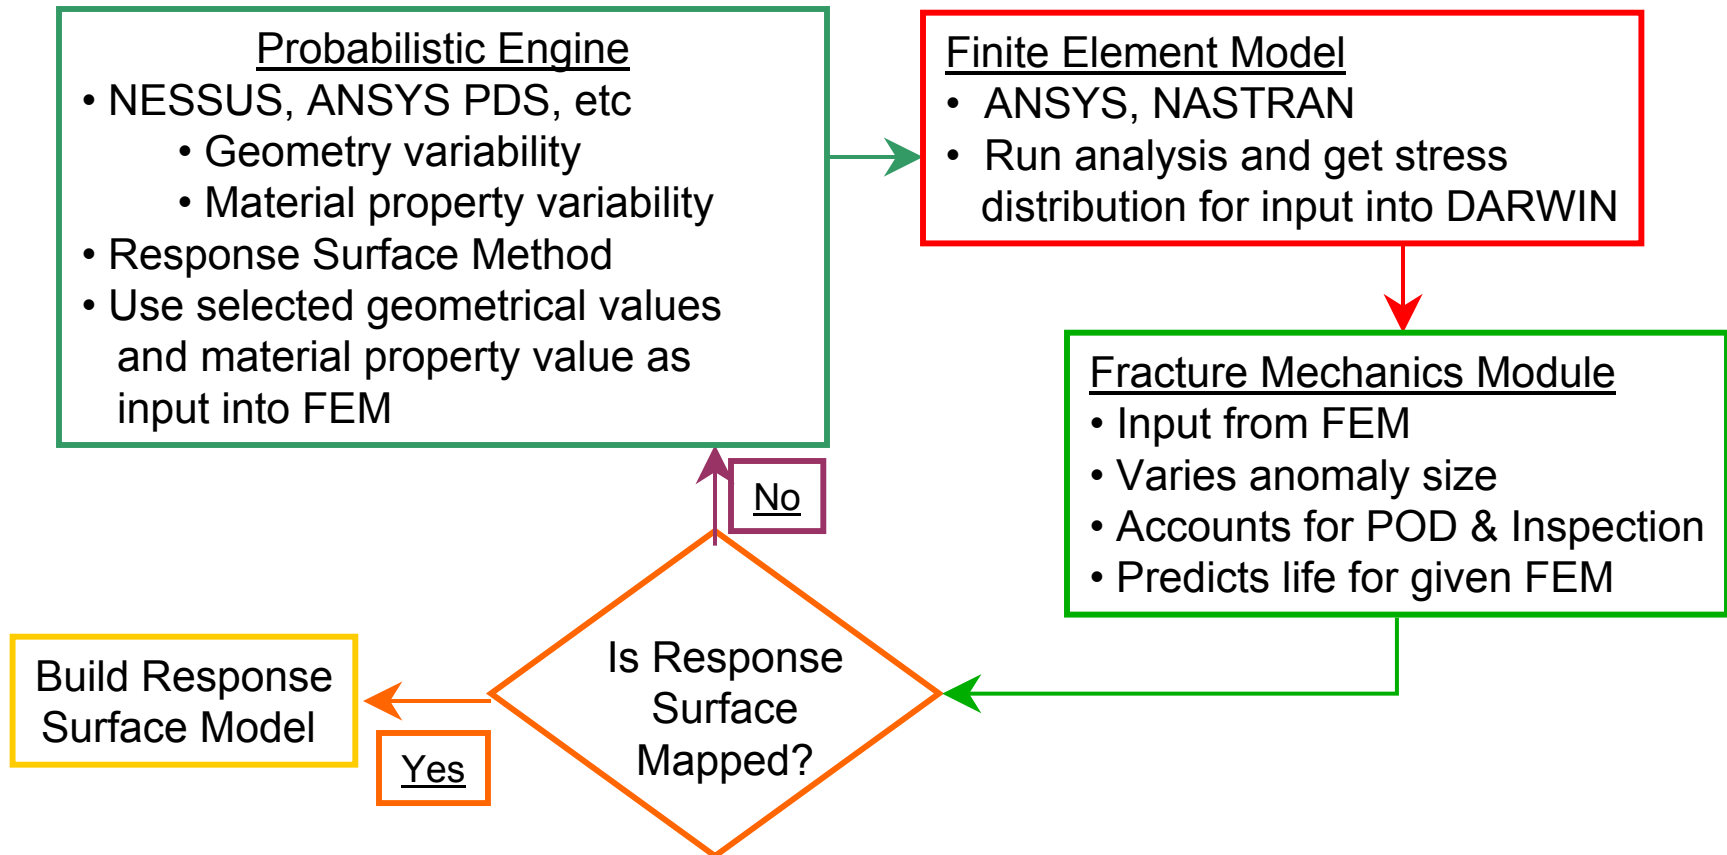 Probabilistic Engine
• NESSUS, ANSYS PDS, etc
• Geometry variability
• Material property variability
• Response Surface Method
• Use selected geometrical values
and material property value as
input into FEM
Finite Element Model
• ANSYS, NASTRAN
• Run analysis and get stress
distribution for input into DARWIN
Fracture Mechanics Module
• Input from FEM
• Varies anomaly size
• Accounts for POD & Inspection
• Predicts life for given FEM
No
Is Response
Surface
Mapped?
Yes
Build Response
Surface Model